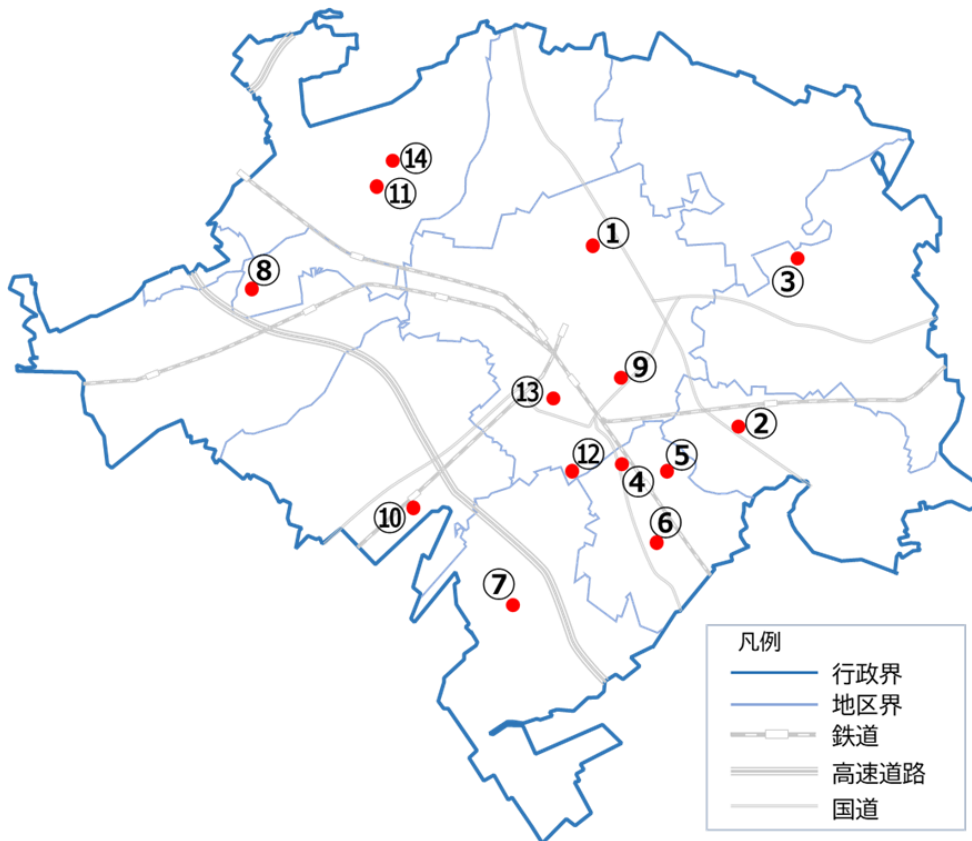 ⑭
⑪
①
⑧
③
⑨
⑬
②
⑫
④
⑤
⑩
⑥
⑦
凡例
行政界
地区界
鉄道
高速道路
国道